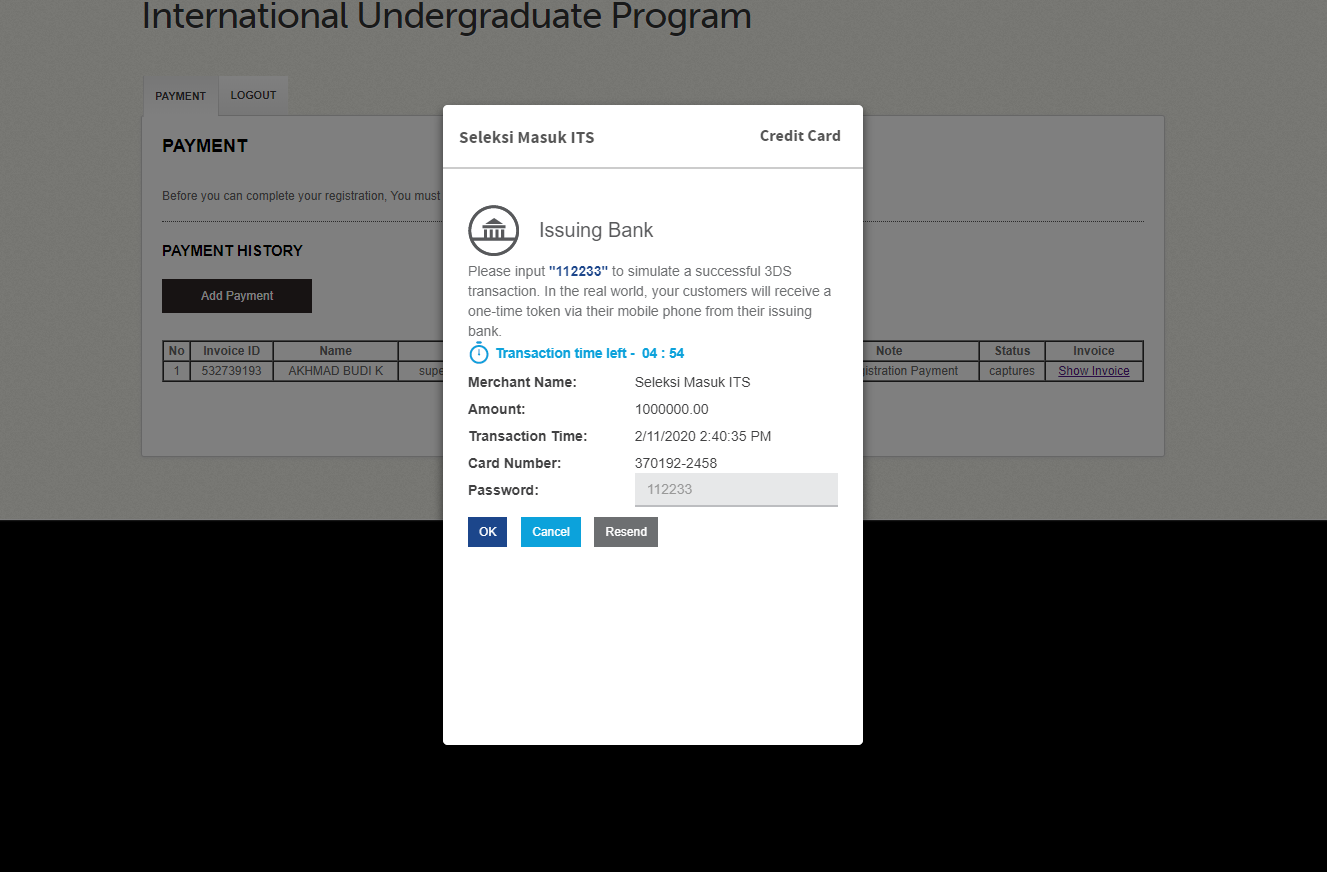 International Undergraduate Program
PAYMENT LOGOUT
PAYMENT
Before you can complete your registration, You must
PAYMENT HISTORY
Add Payment
No Invoice ID Name Note Status Invoice
1 532739193 AKHMAD BUDI K supe istration Payment captures Show Invoice
Seleksi Masuk ITS Credit Card
Issuing Bank
Please input "112233" to simulate a successful 3DS
transaction. In the real world, your customers will receive a
one-time token via their mobile phone from their issuing
bank.
Transaction time left - 04 : 54
Merchant Name: Seleksi Masuk ITS
Amount: 1000000.00
Transaction Time: 2/11/2020 2:40:35 PM
Card Number: 370192-2458
Password: 112233
OK Cancel Resend